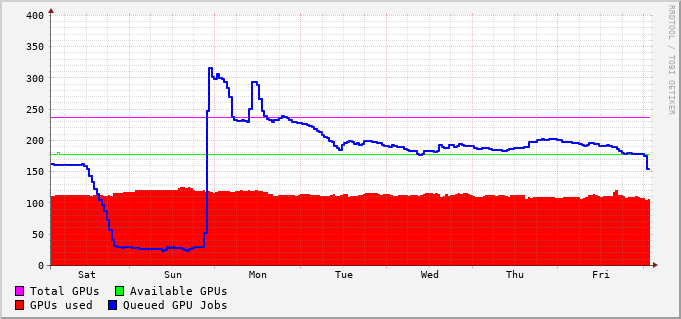 400
350
300
250
200
150
100
50
0
Sat Sun Mon Tue Wed Thu Fri
Total GPUs Available GPUs
GPUs used Queued GPU Jobs
RRDTOOL / TOBI OETIKER